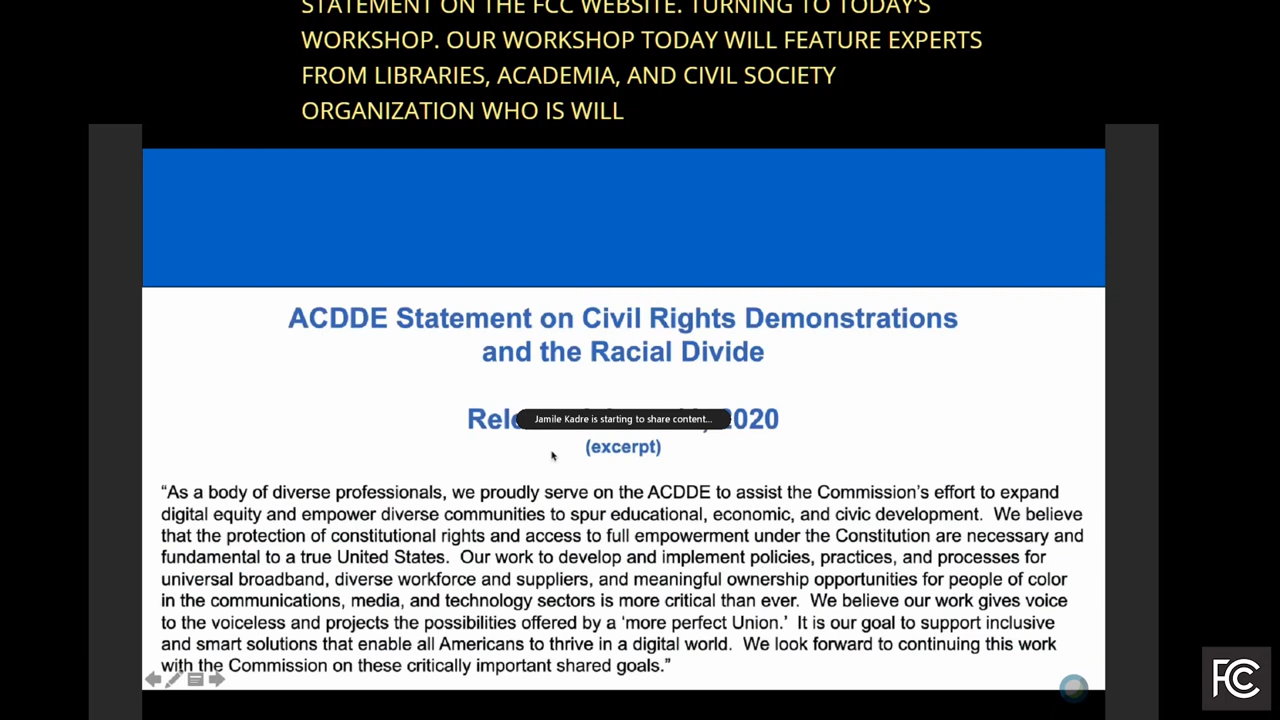 STATEMENT ON THE FCC WEBSITE. TURNING TO TODAY'S
WORKSHOP. OUR WORKSHOP TODAY WILL FEATURE EXPERTS
FROM LIBRARIES, ACADEMIA, AND CIVIL SOCIETY
ORGANIZATION WHO IS WILL
ACDDE Statement on Civil Rights Demonstrations
and the Racial Divide
2020
Jamile Kadre is starting to share content...
(excerpt)
“As a body of diverse professionals, we proudly serve on the ACDDE to assist the Commission’s effort to expand
digital equity and empower diverse communities to spur educational, economic, and civic development. We believe
that the protection of constitutional rights and access to full empowerment under the Constitution are necessary and
fundamental to a true United States. Our work to develop and implement policies, practices, and processes for
universal broadband, diverse workforce and suppliers, and meaningful ownership opportunities for people of color
in the communications, media, and technology sectors is more critical than ever. We believe our work gives voice
to the voiceless and projects the possibilities offered by a ‘more perfect Union.’ It is our goal to support inclusive
and smart solutions that enable all Americans to thrive in a digital world. We look forward to continuing this work
with the Commission on these critically important shared goals.”
FCC